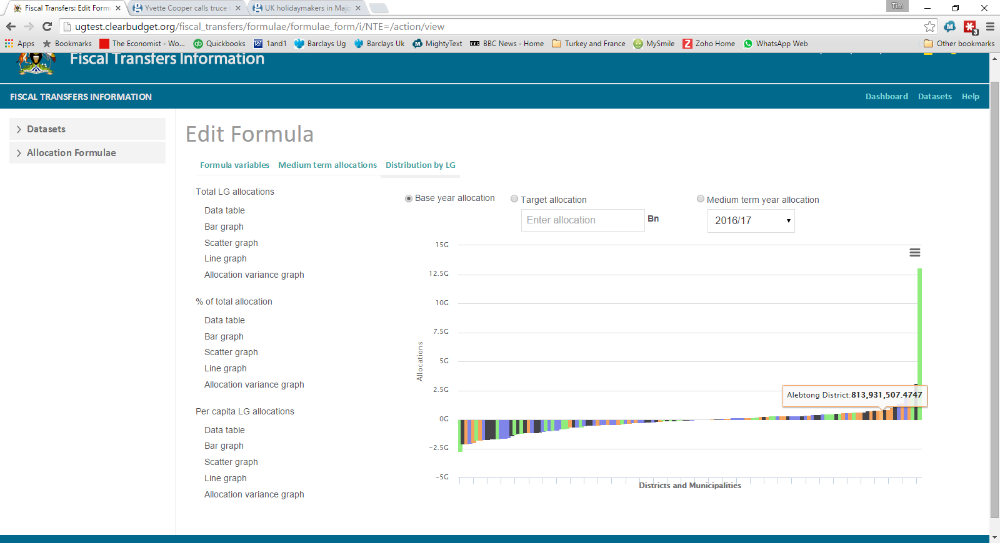 Fiscal Transfers: Edit Form
Yvette Cooper calls truce
UK holidaymakers in Majo
Tim
ugtest.clearbudget.org/fiscal_transfers/formulae/formulae_form/i/NTE=/action/view
3
Apps
Bookmarks
The Economist - Wo...
Quickbooks
1and1
Barclays Ug
Barclays Uk
MightyText
BBC News - Home
Turkey and France
MySmile
Zoho Home
WhatsApp Web
Other bookmarks
Fiscal Transfers Information
FISCAL TRANSFERS INFORMATION
Dashboard
Datasets
Help
Datasets
Allocation Formulae
Edit Formula
Formula variables
Medium term allocations
Distribution by LG
Total LG allocations
Data table
Bar graph
Scatter graph
Line graph
Allocation variance graph
% of total allocation
Data table
Bar graph
Scatter graph
Line graph
Allocation variance graph
Per capita LG allocations
Data table
Bar graph
Scatter graph
Line graph
Allocation variance graph
Base year allocation
Target allocation
Enter allocation
Bn
Medium term year allocation
2016/17
15G
12.5G
10G
7.5G
5G
2.5G
0G
-2.5G
-5G
Allocations
Alebtong District:813,931,507.4747
Districts and Municipalities